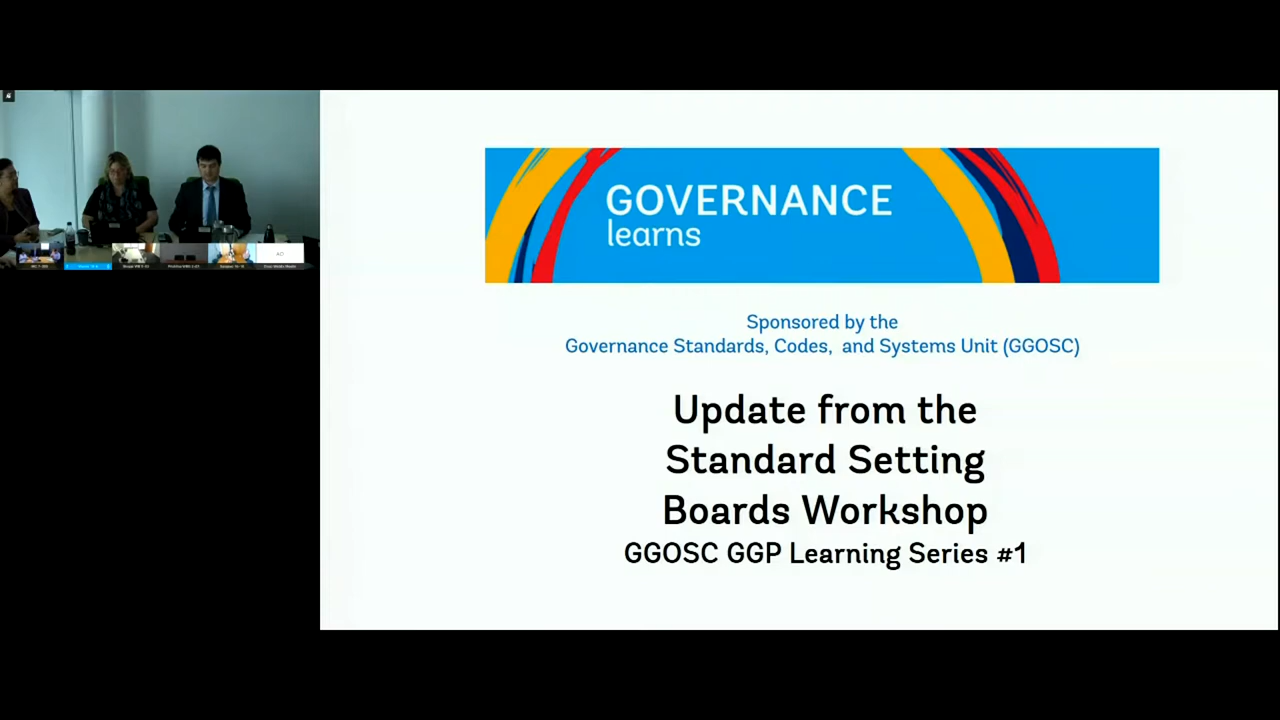 GOVERNANCE
learns
Sponsored by the
Governance Standards, Codes, and Systems Unit (GGOSC)
Update from the
Standard Setting
Boards Workshop
GGOSC GGP Learning Series #1